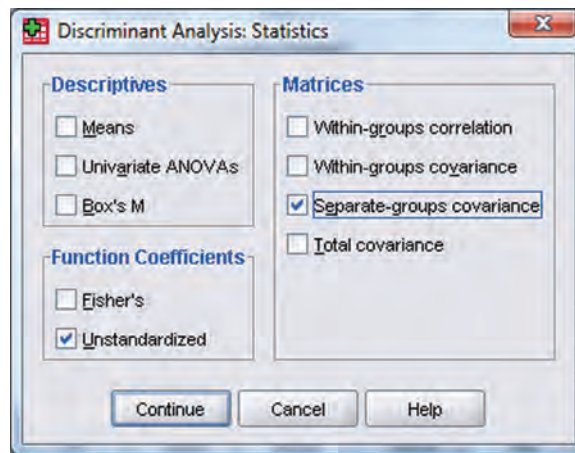 Discriminant Analysis: Statistics
Descriptives
Means
Univariate ANOVAs
Box's M
Function Coefficients
Fisher's
Unstandardized
Matrices
Within-groups correlation
Within-groups covariance
Separate-groups covariance
Total covariance
Continue
Cancel
Help